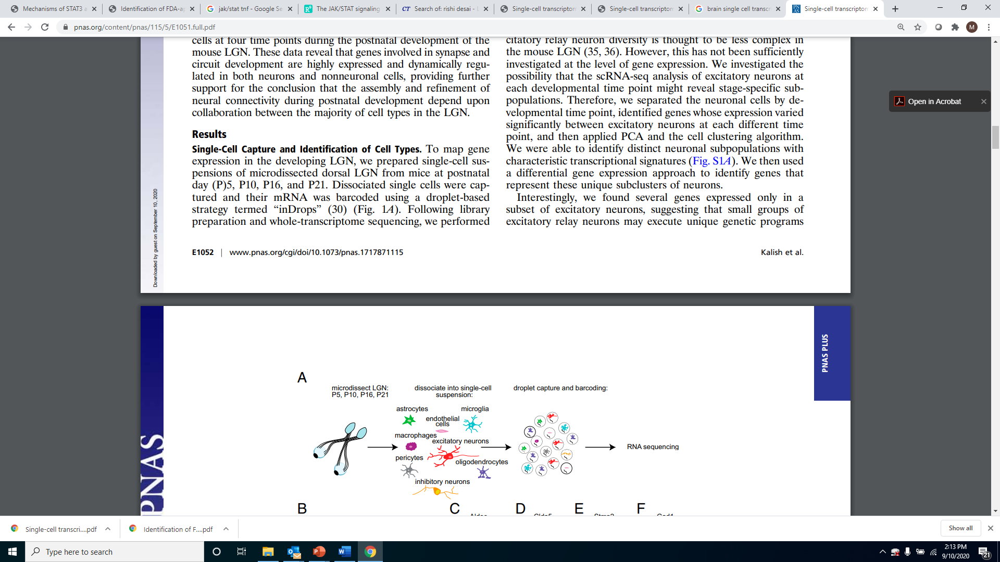 Mechanisms of STAT3 a
Identification of FDA-ap
jak/stat tnf - Google Se
The JAK/STAT signaling
CT Search of: rishi desai - L
Single-cell transcriptom
Single-cell transcriptom
brain single cell transcr
Single-cell transcriptom
pnas.org/content/pnas/115/5/E1051.full.pdf
M
Open in Acrobat
cells at four time points during the postnatal development of the
mouse LGN. These data reveal that genes involved in synapse and
circuit development are highly expressed and dynamically regu-
lated in both neurons and nonneuronal cells, providing further
support for the conclusion that the assembly and refinement of
neural connectivity during postnatal development depend upon
collaboration between the majority of cell types in the LGN.
Results
Single-Cell Capture and Identification of Cell Types. To map gene
expression in the developing LGN, we prepared single-cell sus-
pensions of microdissected dorsal LGN from mice at postnatal
day (P)5, P10, P16, and P21. Dissociated single cells were cap-
tured and their mRNA was barcoded using a droplet-based
strategy termed “inDrops” (30) (Fig. 1A). Following library
preparation and whole-transcriptome sequencing, we performed
citatory relay neuron diversity is thought to be less complex in
the mouse LGN (35, 36). However, this has not been sufficiently
investigated at the level of gene expression. We investigated the
possibility that the scRNA-seq analysis of excitatory neurons at
each developmental time point might reveal stage-specific sub-
populations. Therefore, we separated the neuronal cells by de-
velopmental time point, identified genes whose expression varied
significantly between excitatory neurons at each different time
point, and then applied PCA and the cell clustering algorithm.
We were able to identify distinct neuronal subpopulations with
characteristic transcriptional signatures (Fig. S1A). We then used
a differential gene expression approach to identify genes that
represent these unique subclusters of neurons.
Interestingly, we found several genes expressed only in a
subset of excitatory neurons, suggesting that small groups of
excitatory relay neurons may execute unique genetic programs
Downloaded by guest on September 10, 2020
E1052 | www.pnas.org/cgi/doi/10.1073/pnas.1717871115
Kalish et al.
PNAS
PNAS PLUS
A
microdissect LGN:
P5, P10, P16, P21
dissociate into single-cell
suspension:
droplet capture and barcoding:
astrocytes
microglia
endothelial
cells
macrophages
excitatory neurons
pericytes
oligodendrocytes
inhibitory neurons
RNA sequencing
B
C
D
E
F
Single-cell transcri....pdf
Identification of F....pdf
Show all
Type here to search
2:13 PM
9/10/2020
21